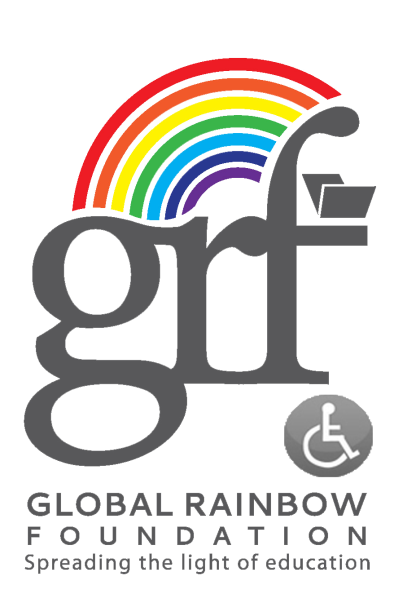 grf
GLOBAL RAINBOW
FOUNDATION
Spreading the light of education